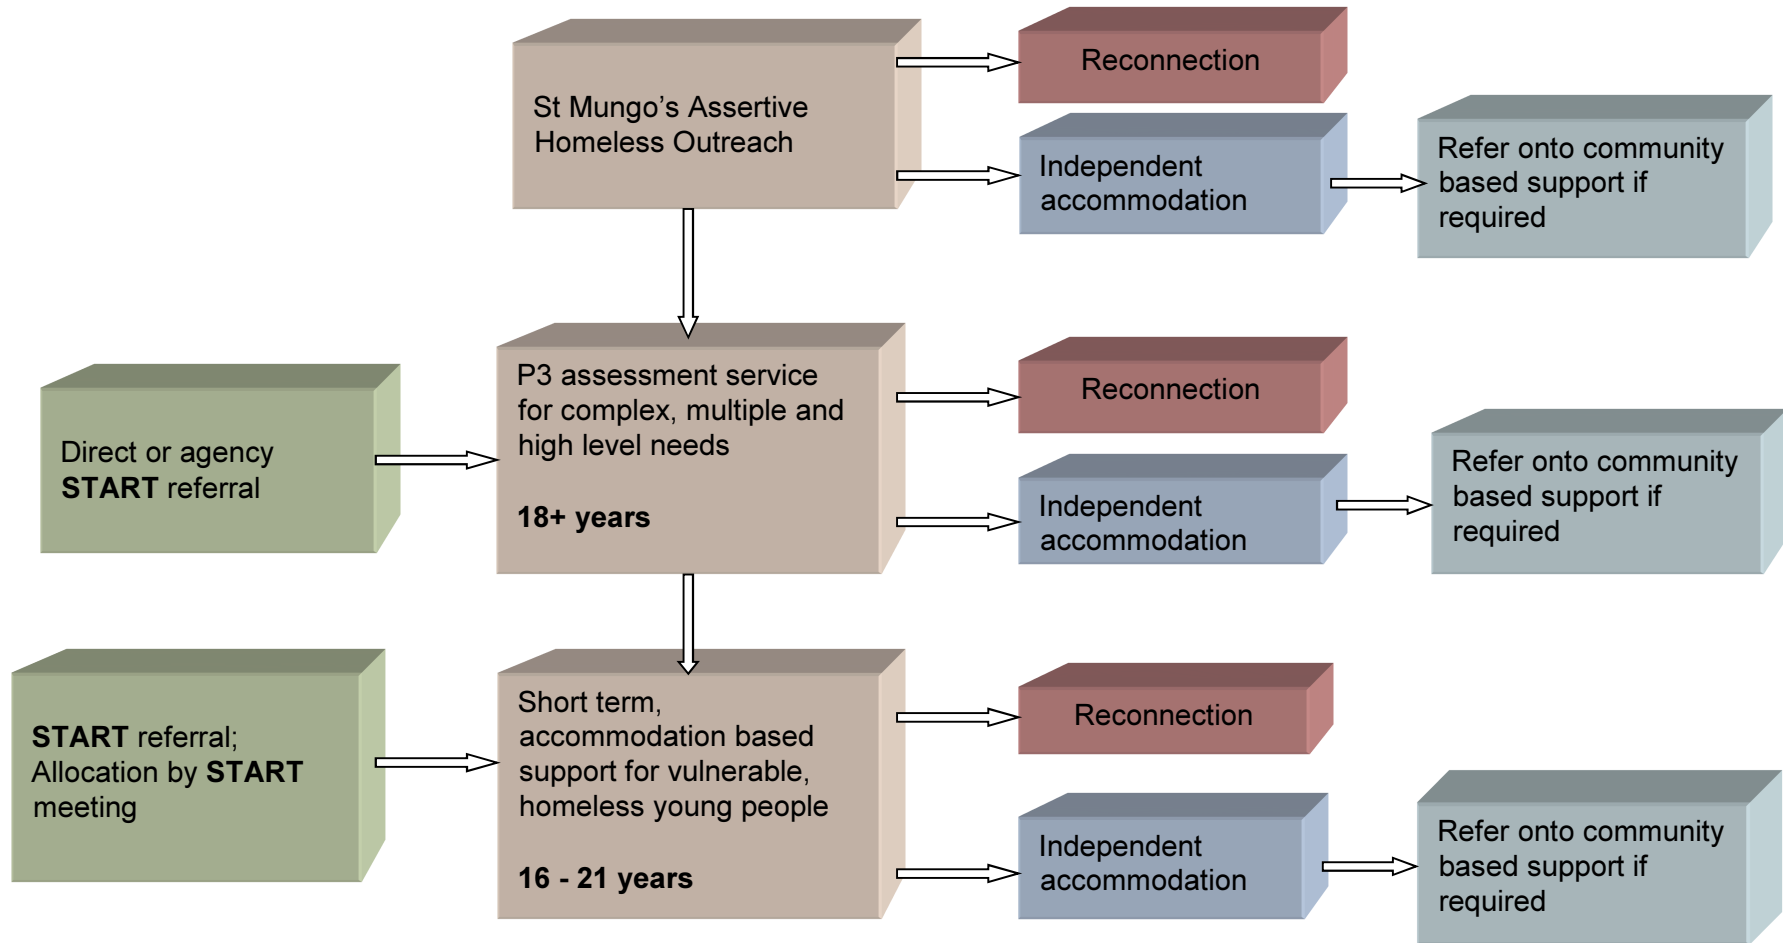 St Mungo’s Assertive
Homeless Outreach
Reconnection
Independent
accommodation
Refer onto community
based support if
required
Direct or agency
START referral
P3 assessment service
for complex, multiple and
high level needs
18+ years
Reconnection
Independent
accommodation
Refer onto community
based support if
required
START referral;
Allocation by START
meeting
Short term,
accommodation based
support for vulnerable,
homeless young people
16 - 21 years
Reconnection
Independent
accommodation
Refer onto community
based support if
required